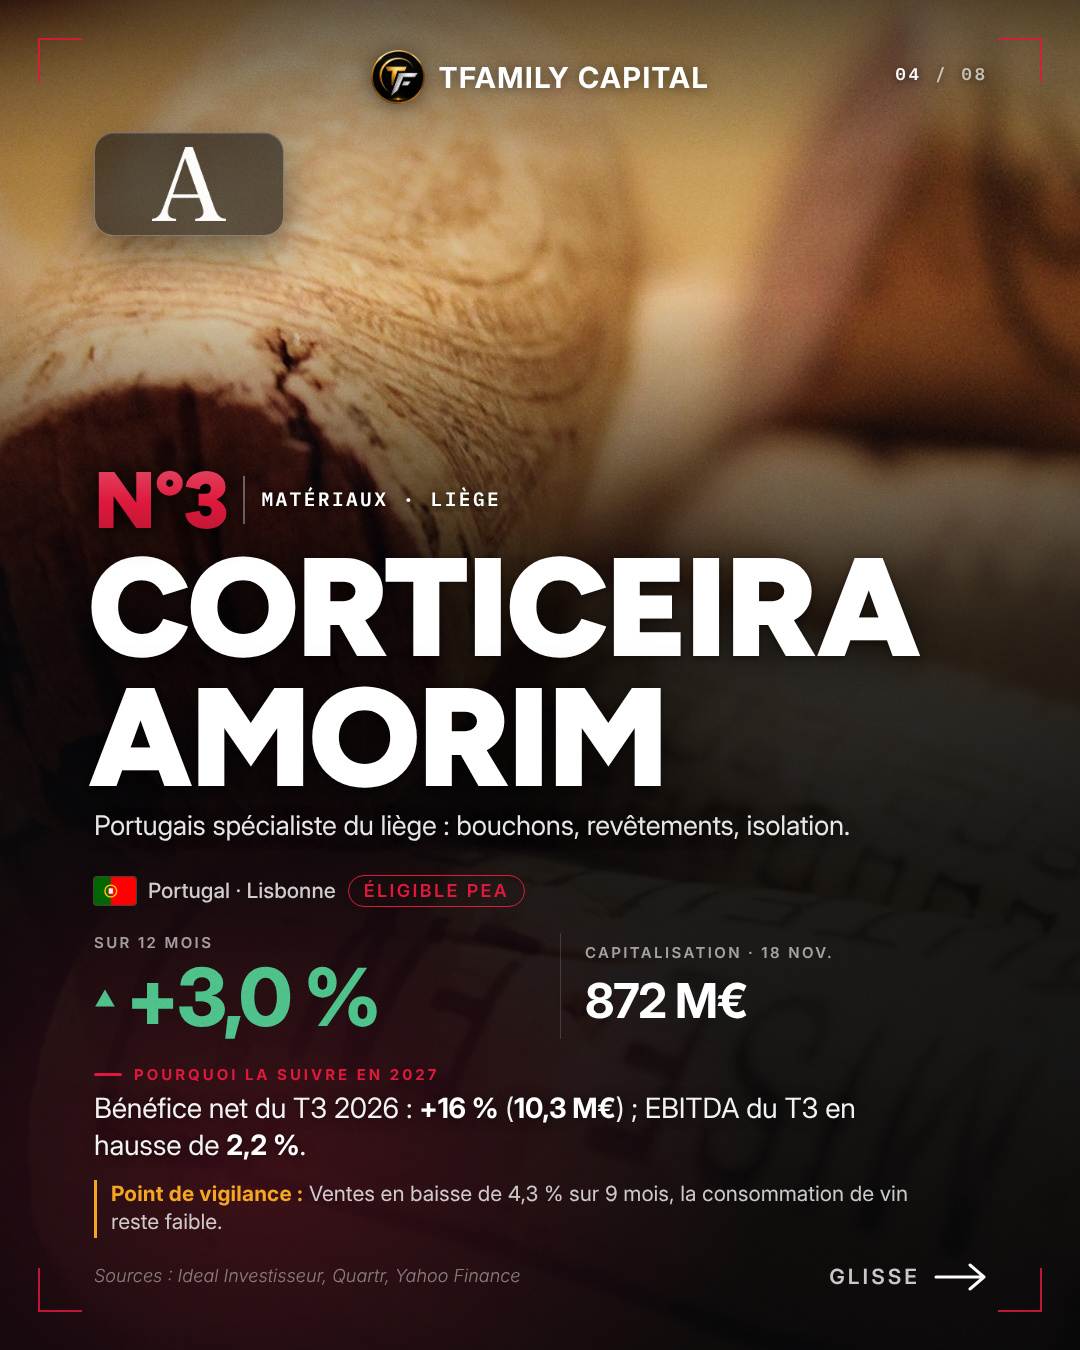 TF TFAMILY CAPITAL
04 / 08
A
N°3 MATÉRIAUX · LIÈGE
CORTICEIRA
AMORIM
Portugais spécialiste du liège : bouchons, revêtements, isolation.
Portugal · Lisbonne ÉLIGIBLE PEA
SUR 12 MOIS
▲ +3,0 %
CAPITALISATION · 18 NOV.
872 M€
POURQUOI LA SUIVRE EN 2027
Bénéfice net du T3 2026 : +16 % (10,3 M€) ; EBITDA du T3 en
hausse de 2,2 %.
Point de vigilance : Ventes en baisse de 4,3 % sur 9 mois, la consommation de vin
reste faible.
Sources : Ideal Investisseur, Quartr, Yahoo Finance
GLISSE →